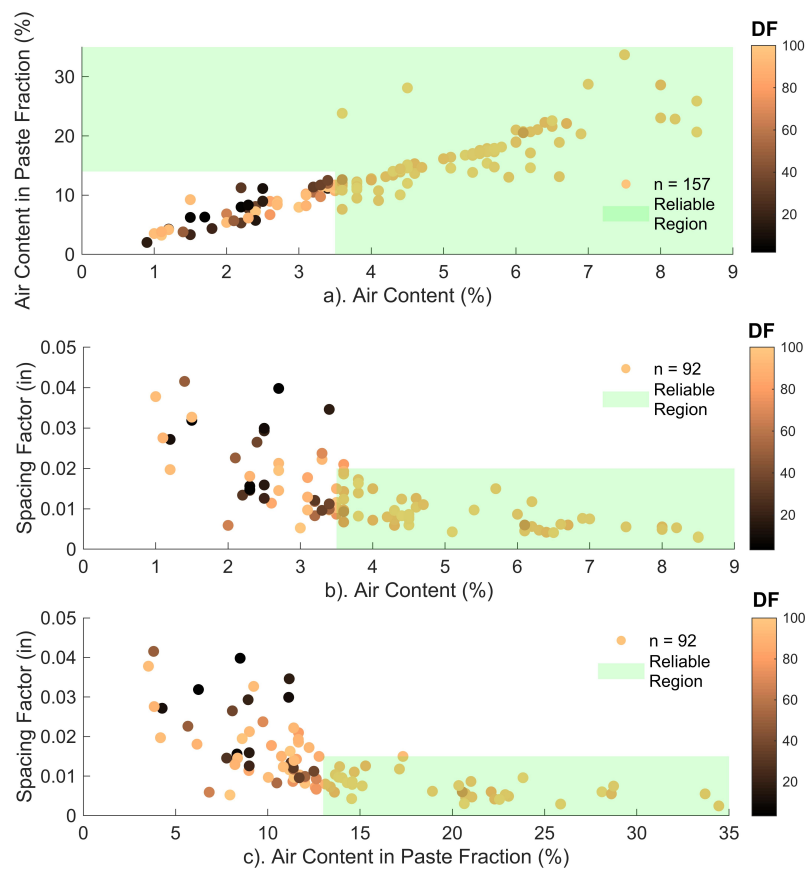 DF
Air Content in Paste Fraction (%)
30
20
10
0
100
80
60
40
20
n = 157
Reliable
Region
0 1 2 3 4 5 6 7 8 9
a). Air Content (%)
DF
Spacing Factor (in)
0.05
0.04
0.03
0.02
0.01
0
100
80
60
40
20
n = 92
Reliable
Region
0 1 2 3 4 5 6 7 8 9
b). Air Content (%)
DF
Spacing Factor (in)
0.05
0.04
0.03
0.02
0.01
0
100
80
60
40
20
n = 92
Reliable
Region
0 5 10 15 20 25 30 35
c). Air Content in Paste Fraction (%)